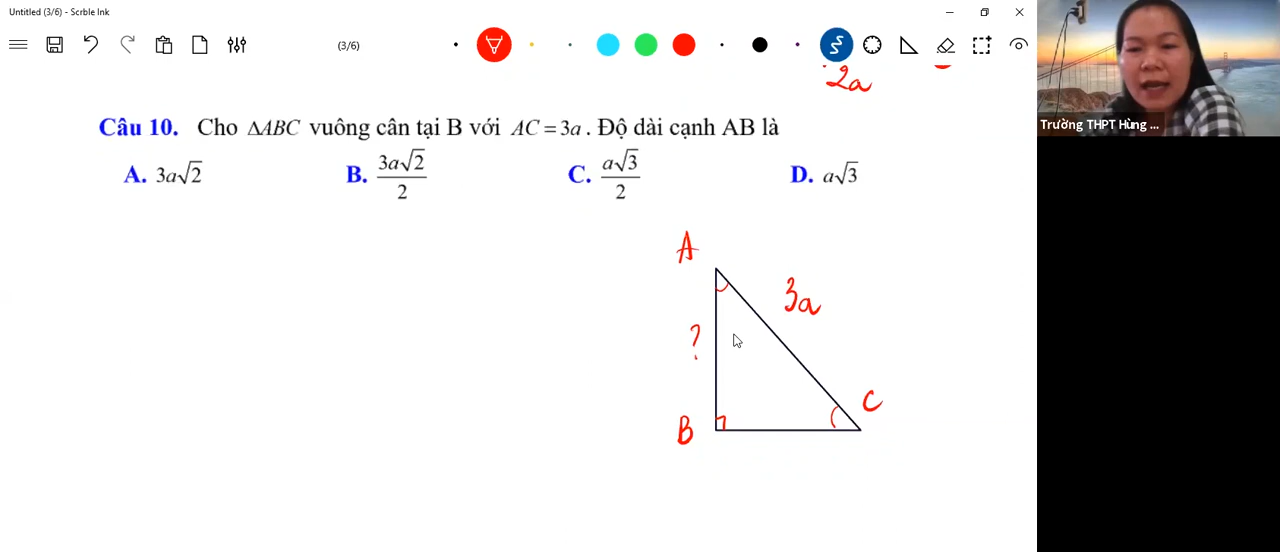 Untitled (3/6) - Scrble Ink
(3/6)
2a
Câu 10. Cho ΔABC vuông cân tại B với AC = 3a. Độ dài cạnh AB là
A. 3a√2 B. 3a√2/2 C. a√3/2 D. a√3
A
3a
?
C
B
Trường THPT Hùng ...